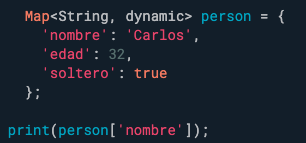 Map<String, dynamic> person = {
'nombre': 'Carlos',
'edad': 32,
'soltero': true
};
print(person['nombre']);